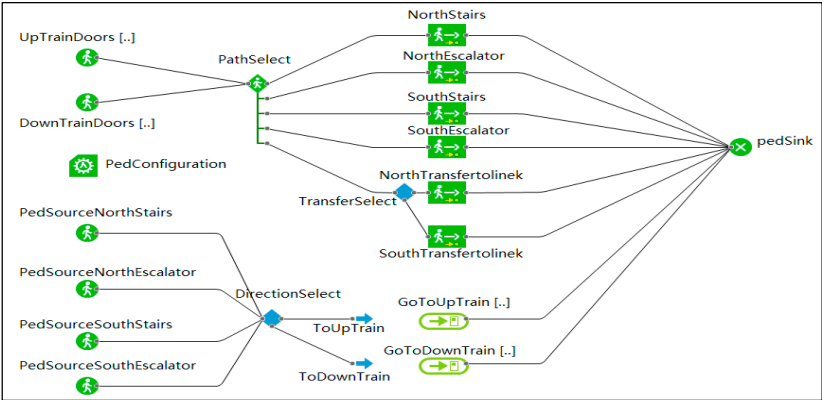 NorthStairs
UpTrainDoors [..]
PathSelect
NorthEscalator
SouthStairs
DownTrainDoors [..]
SouthEscalator
pedSink
PedConfiguration
NorthTransfertolinek
TransferSelect
PedSourceNorthStairs
SouthTransfertolinek
PedSourceNorthEscalator
DirectionSelect
GoToUpTrain [..]
PedSourceSouthStairs
ToUpTrain
GoToDownTrain [..]
PedSourceSouthEscalator
ToDownTrain